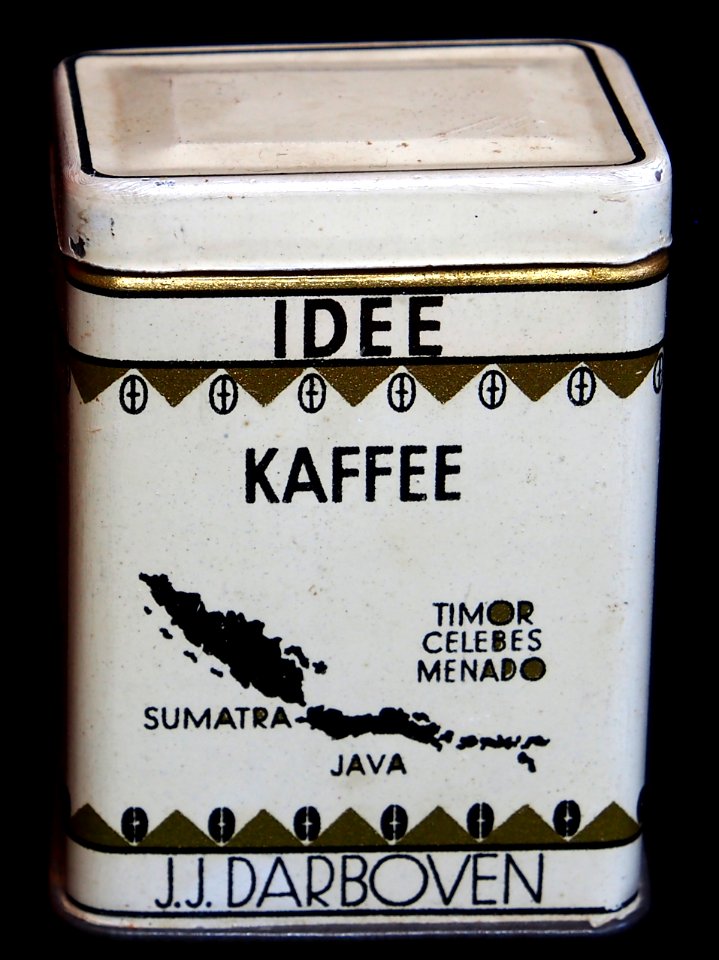 IDEE
KAFFEE
TIMOR
CELEBES
MENADO
SUMATRA
JAVA
J.J. DARBOVEN